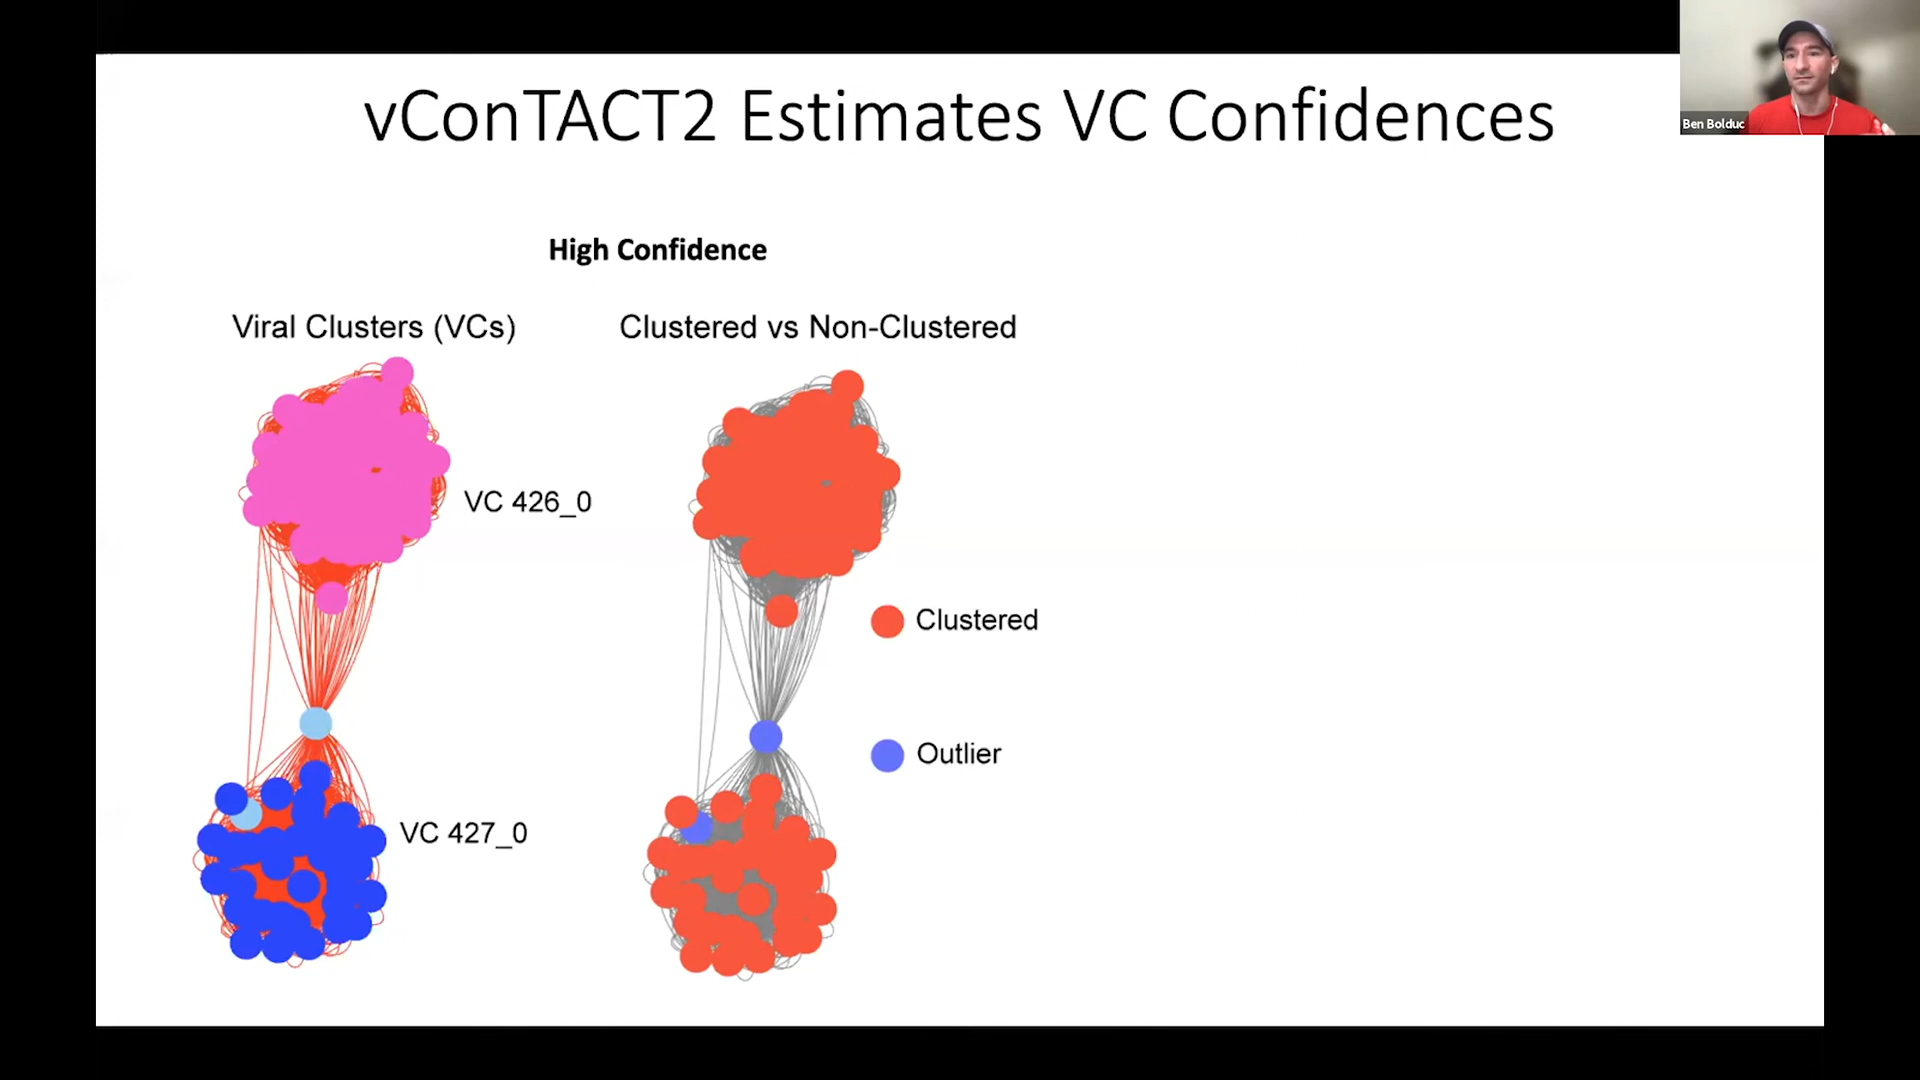 vConTACT2 Estimates VC Confidences
Ben Bolduc
High Confidence
Viral Clusters (VCs)
Clustered vs Non-Clustered
VC 426_0
Clustered
Outlier
VC 427_0